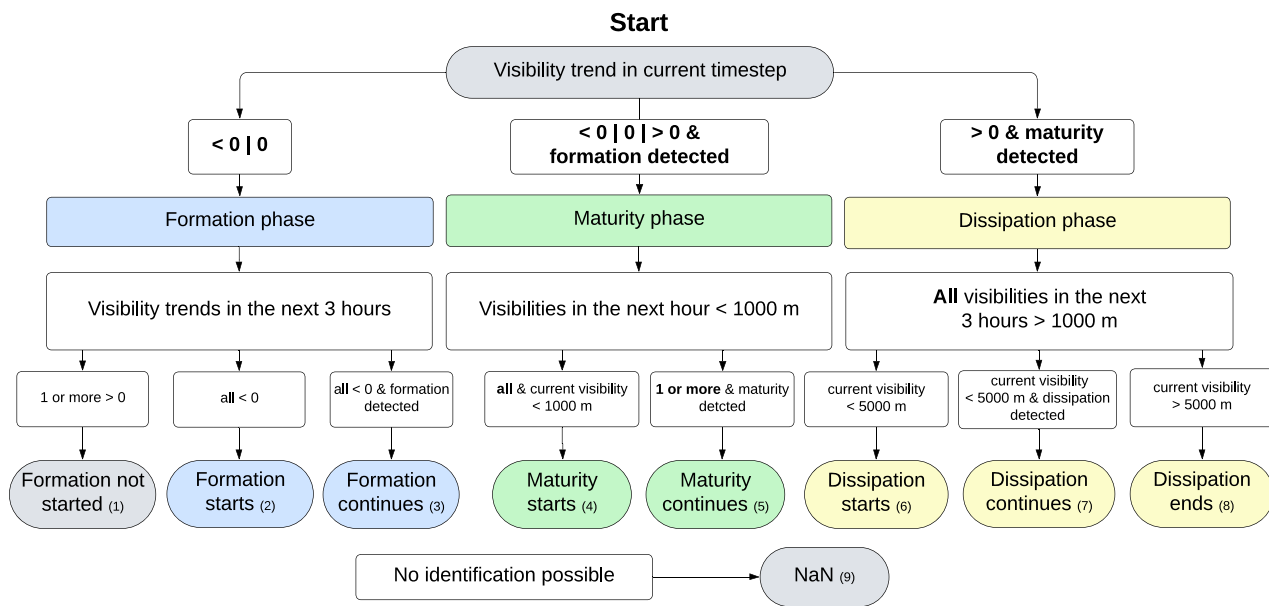 Start
Visibility trend in current timestep
< 0 | 0
< 0 | 0 | > 0 &
formation detected
> 0 & maturity
detected
Formation phase
Maturity phase
Dissipation phase
Visibility trends in the next 3 hours
Visibilities in the next hour < 1000 m
All visibilities in the next
3 hours > 1000 m
1 or more > 0
all < 0
all < 0 & formation
detected
all & current visibility
< 1000 m
1 or more & maturity
detcted
current visibility
< 5000 m
current visibility
< 5000 m & dissipation
detected
current visibility
> 5000 m
Formation not
started (1)
Formation
starts (2)
Formation
continues (3)
Maturity
starts (4)
Maturity
continues (5)
Dissipation
starts (6)
Dissipation
continues (7)
Dissipation
ends (8)
No identification possible
NaN (9)